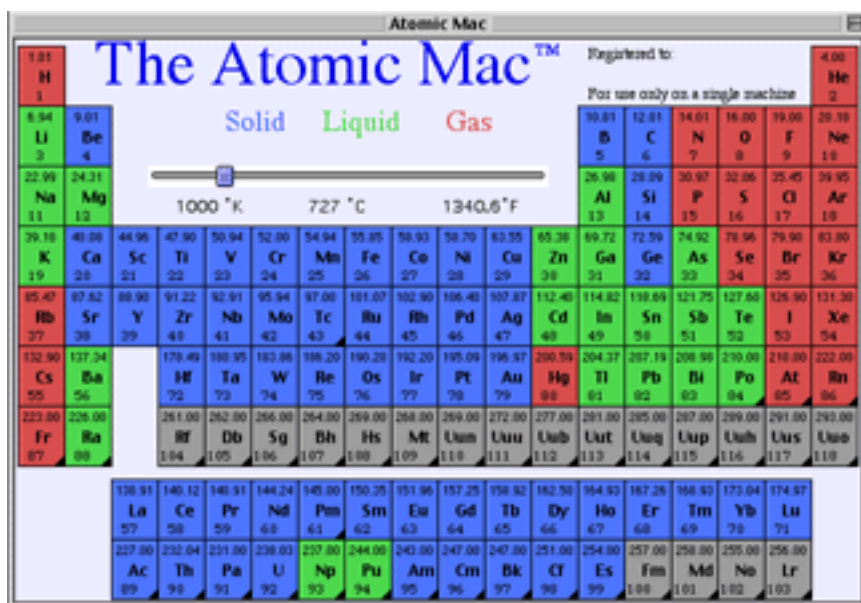 Atomic Mac
The Atomic Mac™
Registered to:
For use only on a single machine
Solid Liquid Gas
1000 °K 727 °C 1340.6°F
1.01 4.00
H He
1 2
6.94 9.01 10.81 12.01 14.01 16.00 19.00 20.18
Li Be B C N O F Ne
3 4 5 6 7 8 9 10
22.99 24.31 26.98 28.09 30.97 32.06 35.45 39.95
Na Mg Al Si P S Cl Ar
11 12 13 14 15 16 17 18
39.10 40.08 44.96 47.90 50.94 52.00 54.94 55.85 58.93 58.70 63.55 65.38 69.72 72.59 74.92 78.96 79.90 83.80
K Ca Sc Ti V Cr Mn Fe Co Ni Cu Zn Ga Ge As Se Br Kr
19 20 21 22 23 24 25 26 27 28 29 30 31 32 33 34 35 36
85.47 87.62 88.90 91.22 92.91 95.94 97.00 101.07 102.90 106.40 107.87 112.40 114.82 118.69 121.75 127.60 126.90 131.30
Rb Sr Y Zr Nb Mo Tc Ru Rh Pd Ag Cd In Sn Sb Te I Xe
37 38 39 40 41 42 43 44 45 46 47 48 49 50 51 52 53 54
132.90 137.34 178.49 180.95 183.86 186.20 190.20 192.20 195.09 196.97 200.59 204.37 207.19 208.98 210.00 210.00 222.00
Cs Ba Hf Ta W Re Os Ir Pt Au Hg Tl Pb Bi Po At Rn
55 56 72 73 74 75 76 77 78 79 80 81 82 83 84 85 86
223.00 226.00 261.00 262.00 266.00 264.00 269.00 268.00 269.00 272.00 277.00 281.00 285.00 287.00 289.00 291.00 293.00
Fr Ra Rf Db Sg Bh Hs Mt Uun Uuu Uub Uut Uuq Uup Uuh Uus Uuo
87 88 104 105 106 107 108 109 110 111 112 113 114 115 116 117 118
138.91 140.12 140.91 144.24 145.00 150.35 151.96 157.25 158.92 162.50 164.93 167.26 168.93 173.04 174.97
La Ce Pr Nd Pm Sm Eu Gd Tb Dy Ho Er Tm Yb Lu
57 58 59 60 61 62 63 64 65 66 67 68 69 70 71
227.00 232.04 231.00 238.03 237.00 244.00 243.00 247.00 247.00 251.00 254.00 257.00 258.00 255.00 256.00
Ac Th Pa U Np Pu Am Cm Bk Cf Es Fm Md No Lr
89 90 91 92 93 94 95 96 97 98 99 100 101 102 103